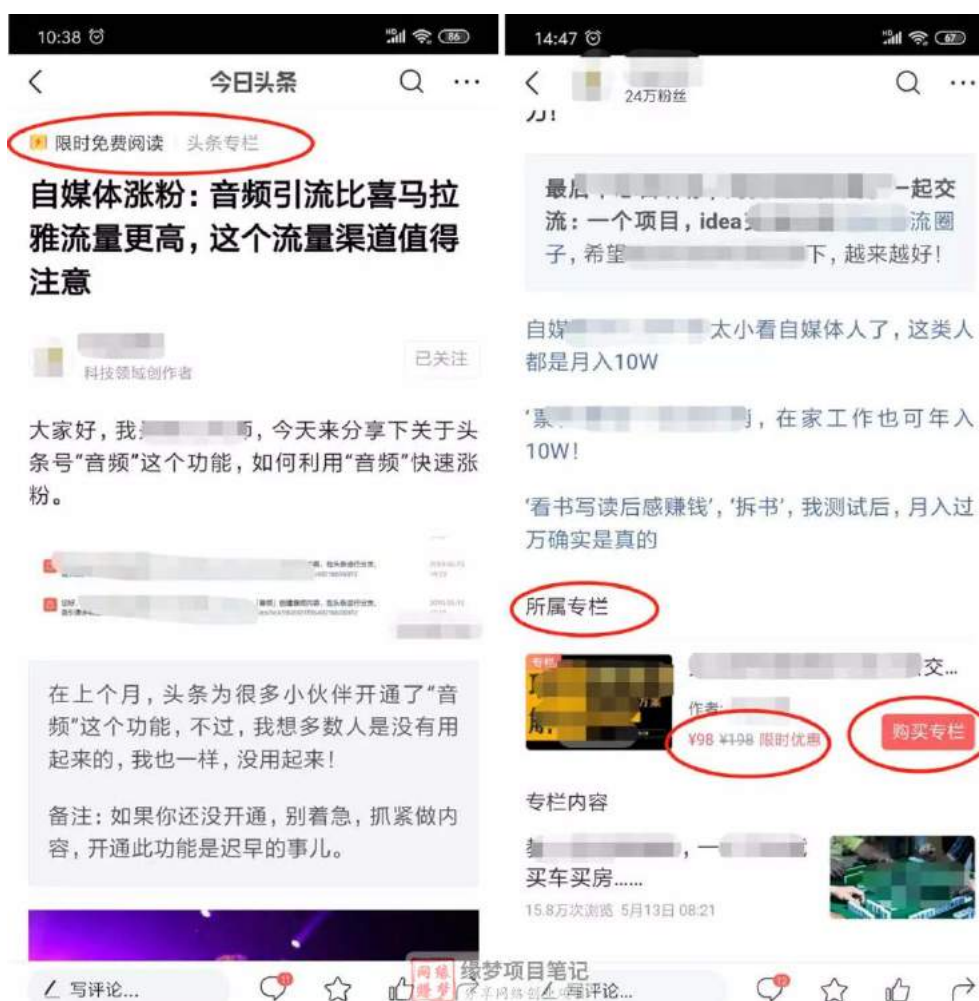 10:38
HD
86
今日头条
限时免费阅读
头条专栏
自媒体涨粉：音频引流比喜马拉
雅流量更高，这个流量渠道值得
注意
科技领域创作者
已关注
大家好，我
师，今天来分享下关于头
条号“音频”这个功能，如何利用“音频”快速涨
粉。
在上个月，头条为很多小伙伴开通了“音
频”这个功能，不过，我想多数人是没有用
起来的，我也一样，没用起来！
备注：如果你还没开通，别着急，抓紧做内
容，开通此功能是迟早的事儿。
写评论...
14:47
HD
67
24万粉丝
力！
最后
一起交
流：一个项目，idea
流圈
子，希望
下，越来越好！
自媒
太小看自媒体人了，这类人
都是月入10W
，在家工作也可年入
10W！
‘看书写读后感赚钱’，‘拆书’，我测试后，月入过
万确实是真的
所属专栏
专栏
交...
作者:
¥98 ¥198 限时优惠
购买专栏
专栏内容
，一
买车买房......
15.8万次浏览 5月13日 08:21
写评论...
缘梦项目笔记